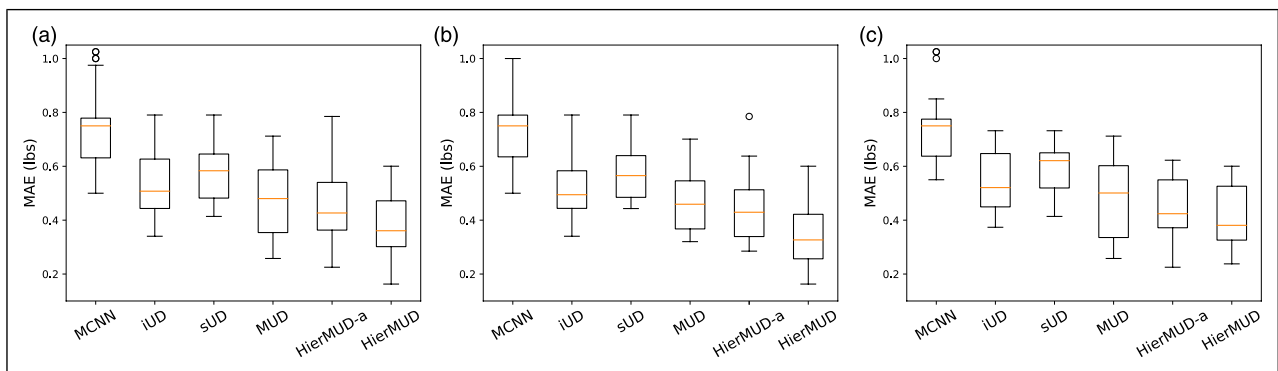 (a)
MAE (lbs)
1.0
0.8
0.6
0.4
0.2
MCNN
iUD
sUD
MUD
HierMUD-a
HierMUD
(b)
MAE (lbs)
1.0
0.8
0.6
0.4
0.2
MCNN
iUD
sUD
MUD
HierMUD-a
HierMUD
(c)
MAE (lbs)
1.0
0.8
0.6
0.4
0.2
MCNN
iUD
sUD
MUD
HierMUD-a
HierMUD